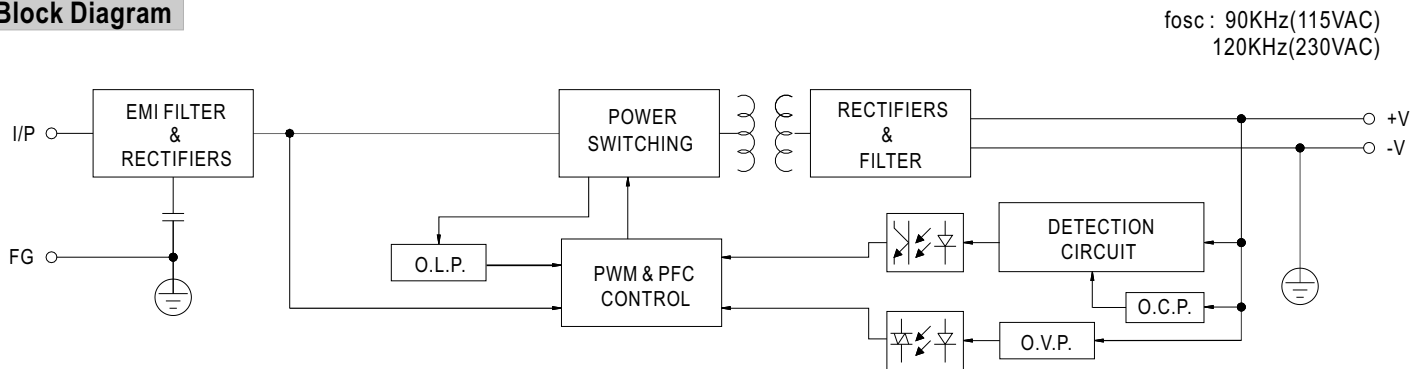 Block Diagram
fosc : 90KHz(115VAC)
120KHz(230VAC)
I/P
EMI FILTER
&
RECTIFIERS
POWER
SWITCHING
RECTIFIERS
&
FILTER
+V
-V
FG
O.L.P.
PWM & PFC
CONTROL
DETECTION
CIRCUIT
O.C.P.
O.V.P.